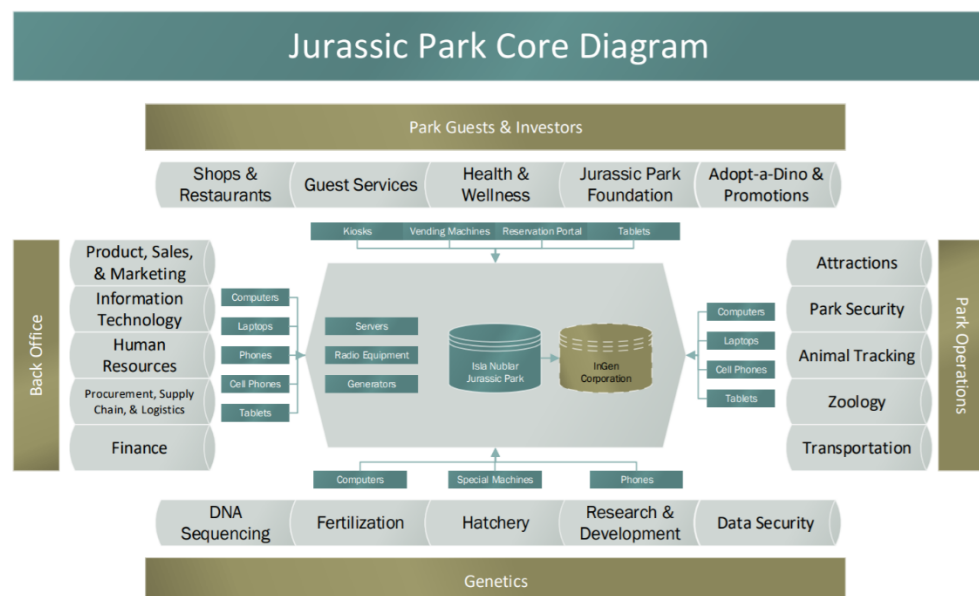 Jurassic Park Core Diagram
Park Guests & Investors
Shops &
Restaurants
Guest Services
Health &
Wellness
Jurassic Park
Foundation
Adopt-a-Dino &
Promotions
Kiosks
Vending Machines
Reservation Portal
Tablets
Back Office
Product, Sales,
& Marketing
Information
Technology
Human
Resources
Procurement, Supply
Chain, & Logistics
Finance
Computers
Laptops
Phones
Cell Phones
Tablets
Servers
Radio Equipment
Generators
Isla Nublar
Jurassic Park
InGen
Corporation
Computers
Laptops
Cell Phones
Tablets
Attractions
Park Security
Animal Tracking
Zoology
Transportation
Park Operations
Computers
Special Machines
Phones
DNA
Sequencing
Fertilization
Hatchery
Research &
Development
Data Security
Genetics